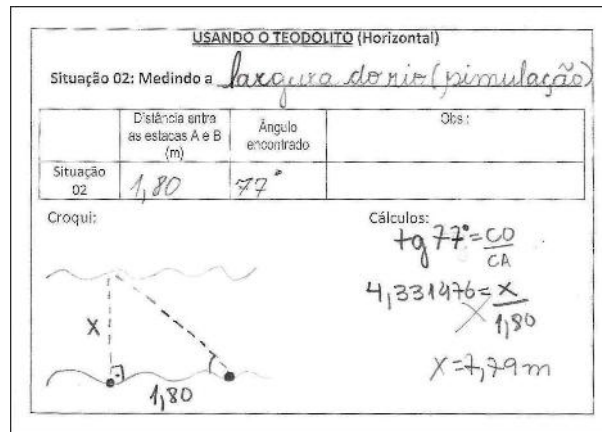 USANDO O TEODOLITO (Horizontal)
Situação 02: Medindo a largura do rio (simulação)
Distância entre as estacas A e B (m)
Ângulo encontrado
Obs:
Situação 02
1,80
77°
Croqui:
X
1,80
Cálculos:
tg 77° = CO/CA
4,331476 = X/1,80
X = 7,79 m